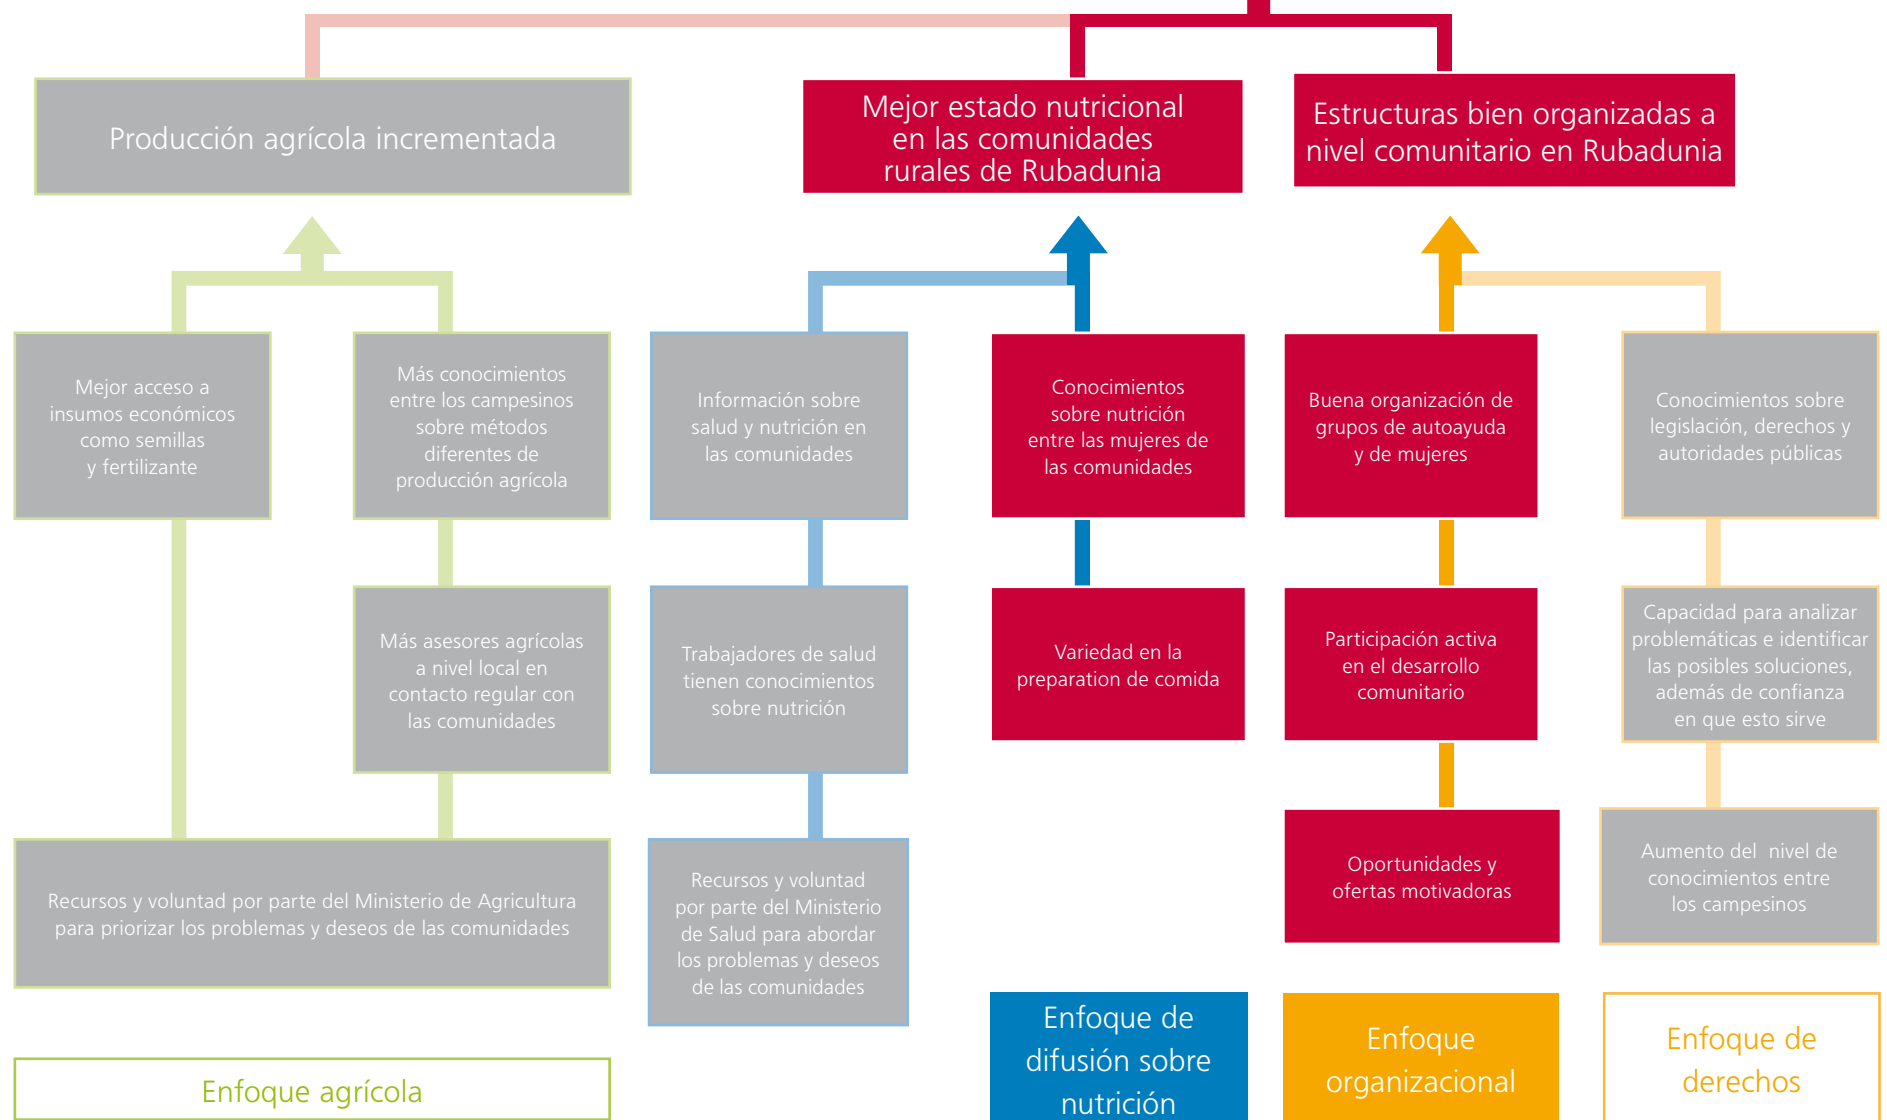 Producción agrícola incrementada
Mejor estado nutricional
en las comunidades
rurales de Rubadunia
Estructuras bien organizadas a
nivel comunitario en Rubadunia
Mejor acceso a
insumos económicos
como semillas
y fertilizante
Más conocimientos
entre los campesinos
sobre métodos
diferentes de
producción agrícola
Información sobre
salud y nutrición en
las comunidades
Conocimientos
sobre nutrición
entre las mujeres de
las comunidades
Buena organización de
grupos de autoayuda
y de mujeres
Conocimientos sobre
legislación, derechos y
autoridades públicas
Más asesores agrícolas
a nivel local en
contacto regular con
las comunidades
Trabajadores de salud
tienen conocimientos
sobre nutrición
Variedad en la
preparation de comida
Participación activa
en el desarrollo
comunitario
Capacidad para analizar
problemáticas e identificar
las posibles soluciones,
además de confianza
en que esto sirve
Recursos y voluntad por parte del Ministerio de Agricultura
para priorizar los problemas y deseos de las comunidades
Recursos y voluntad
por parte del Ministerio
de Salud para abordar
los problemas y deseos
de las comunidades
Oportunidades y
ofertas motivadoras
Aumento del nivel de
conocimientos entre
los campesinos
Enfoque agrícola
Enfoque de
difusión sobre
nutrición
Enfoque
organizacional
Enfoque de
derechos